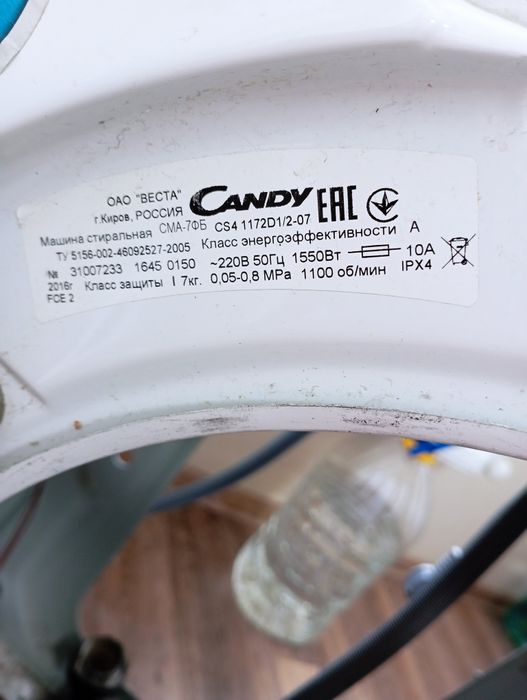 ОАО "ВЕСТА"
г.Киров, РОССИЯ CANDY EAC
Машина стиральная СМА-7ФБ CS4 1172D1/2-07
ТУ 5156-002-46092527-2005 Класс энергоэффективности А
№ 31007233 1645 0150 ~220В 50Гц 1550Вт 10А
2016г Класс защиты I 7кг. 0,05-0,8 MPa 1100 об/мин IPX4
FCE 2